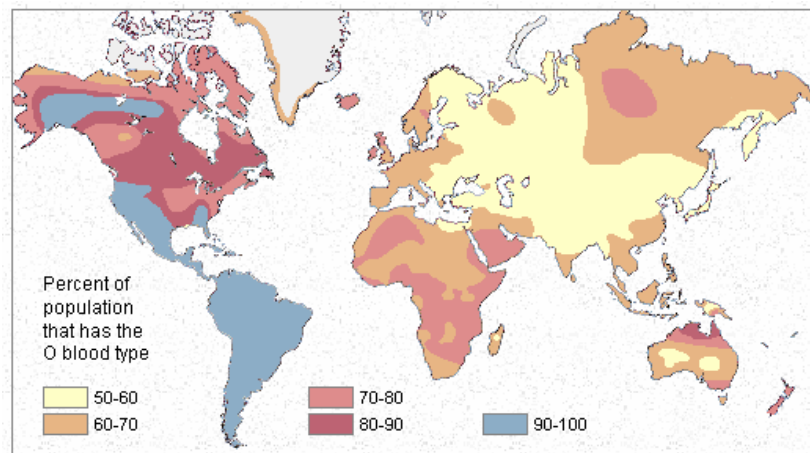 Percent of
population
that has the
O blood type
50-60
60-70
70-80
80-90
90-100